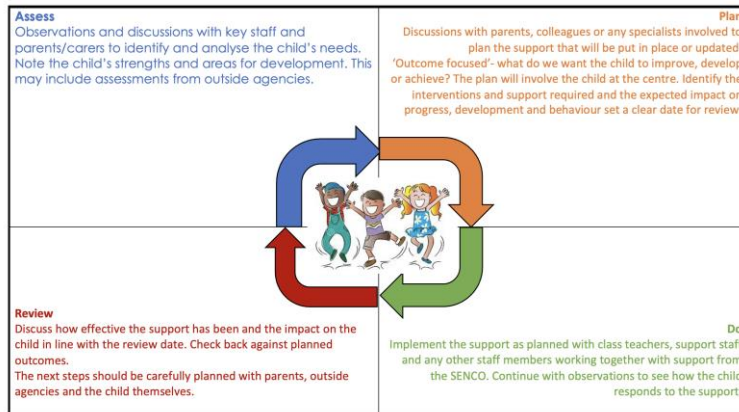 Assess
Observations and discussions with key staff and
parents/carers to identify and analyse the child's needs.
Note the child's strengths and areas for development. This
may include assessments from outside agencies.
Plan
Discussions with parents, colleagues or any specialists involved to
plan the support that will be put in place or updated.
'Outcome focused'- what do we want the child to improve, develop
or achieve? The plan will involve the child at the centre. Identify the
interventions and support required and the expected impact on
progress, development and behaviour set a clear date for review.
Review
Discuss how effective the support has been and the impact on the
child in line with the review date. Check back against planned
outcomes.
The next steps should be carefully planned with parents, outside
agencies and the child themselves.
Do
Implement the support as planned with class teachers, support staff
and any other staff members working together with support from
the SENCO. Continue with observations to see how the child
responds to the support.